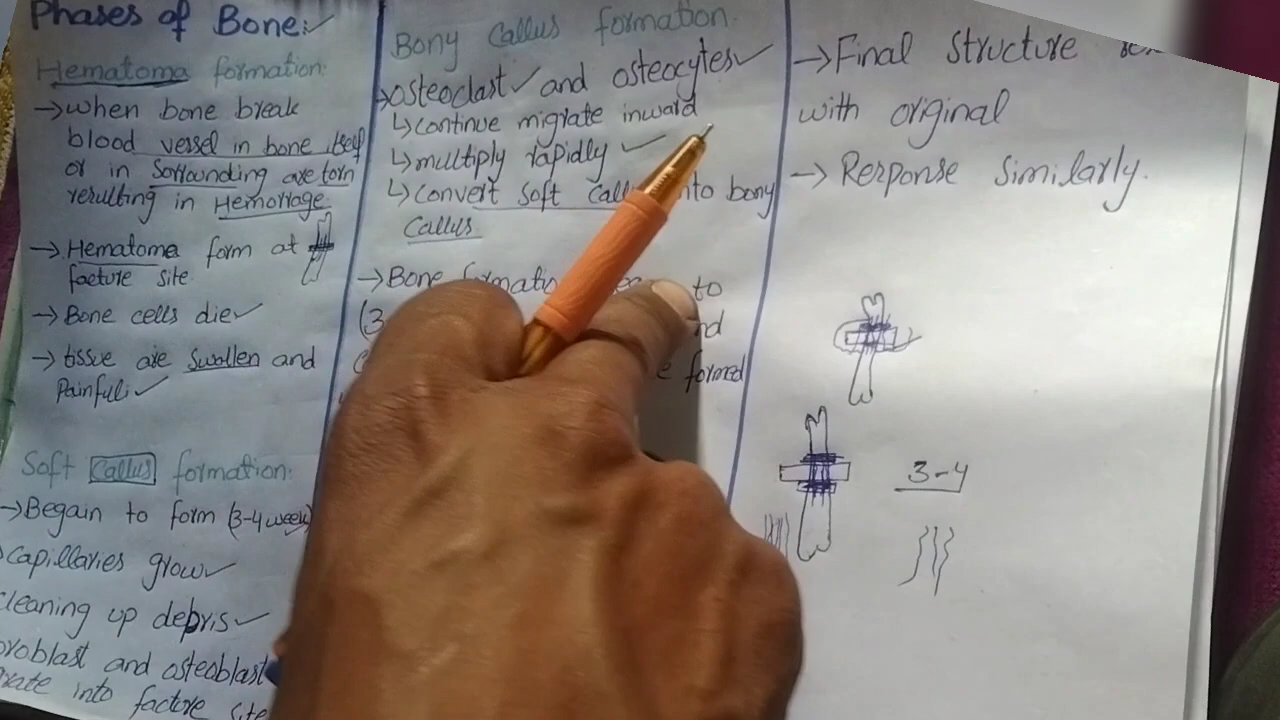 Phases of Bone:
Hematoma formation:
→when bone break
blood vessel in bone itself
or in Sorrounding are torn
resulting in Hemorrage.
→Hematoma form at
facture site
→Bone cells die
→tissue are Swollen and
Painful:
Soft Callus formation:
→Begain to form (3-4 week)
Capillaries grow
cleaning up debris
and osteoblast
into factore site
Bony Callus formation.
→osteoclast and osteocytes
↳continue migrate inward
↳multiply rapidly
↳convert Soft into bony
Callus
→Bone to
(3
formed
→Final Structure
with original
→Response Similarly.
3-4